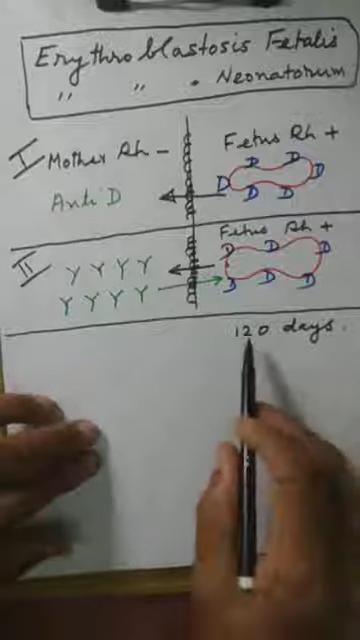 Erythroblastosis Fetalis
" " . Neonatorum
I Mother Rh - Fetus Rh +
D D
D D
Anti D D D
II Fetus Rh +
D D D
Y Y Y Y
Y Y Y Y D D D
120 days.